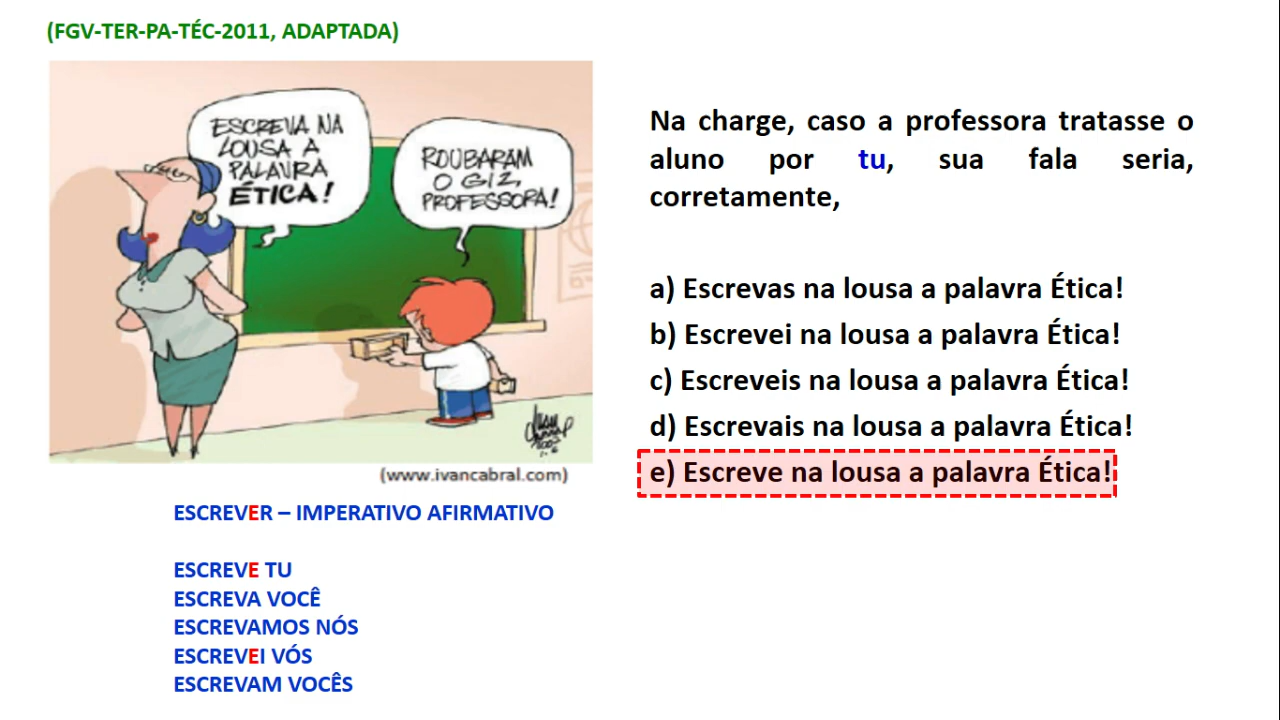 (FGV-TER-PA-TÉC-2011, ADAPTADA)
ESCREVA NA
LOUSA A
PALAVRA
ÉTICA!
ROUBARAM
O GIZ,
PROFESSORA!
(www.ivancabral.com)
Na charge, caso a professora tratasse o
aluno por tu, sua fala seria,
corretamente,
a) Escrevas na lousa a palavra Ética!
b) Escrevei na lousa a palavra Ética!
c) Escreveis na lousa a palavra Ética!
d) Escrevais na lousa a palavra Ética!
e) Escreve na lousa a palavra Ética!
ESCREVER – IMPERATIVO AFIRMATIVO
ESCREVE TU
ESCREVA VOCÊ
ESCREVAMOS NÓS
ESCREVEI VÓS
ESCREVAM VOCÊS